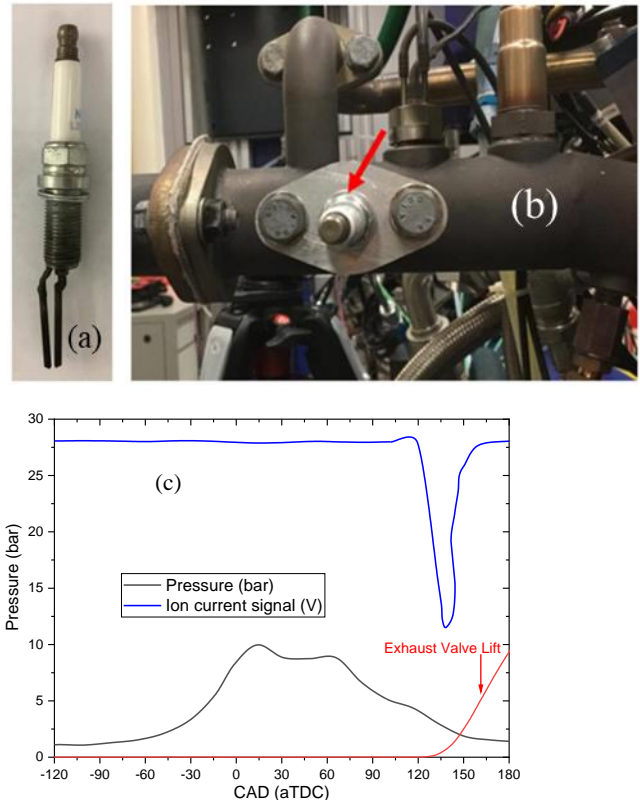 (a)
(b)
(c)
Pressure (bar)
30
25
20
15
10
5
0
Pressure (bar)
Ion current signal (V)
Exhaust Valve Lift
-120 -90 -60 -30 0 30 60 90 120 150 180
CAD (aTDC)